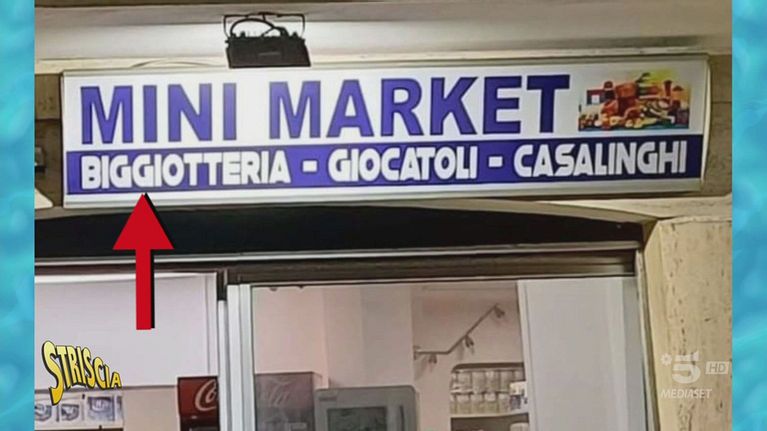 MINI MARKET
BIGGIOTTERIA - GIOCATOLI - CASALINGHI
STRISCIA
5 HD
MEDIASET